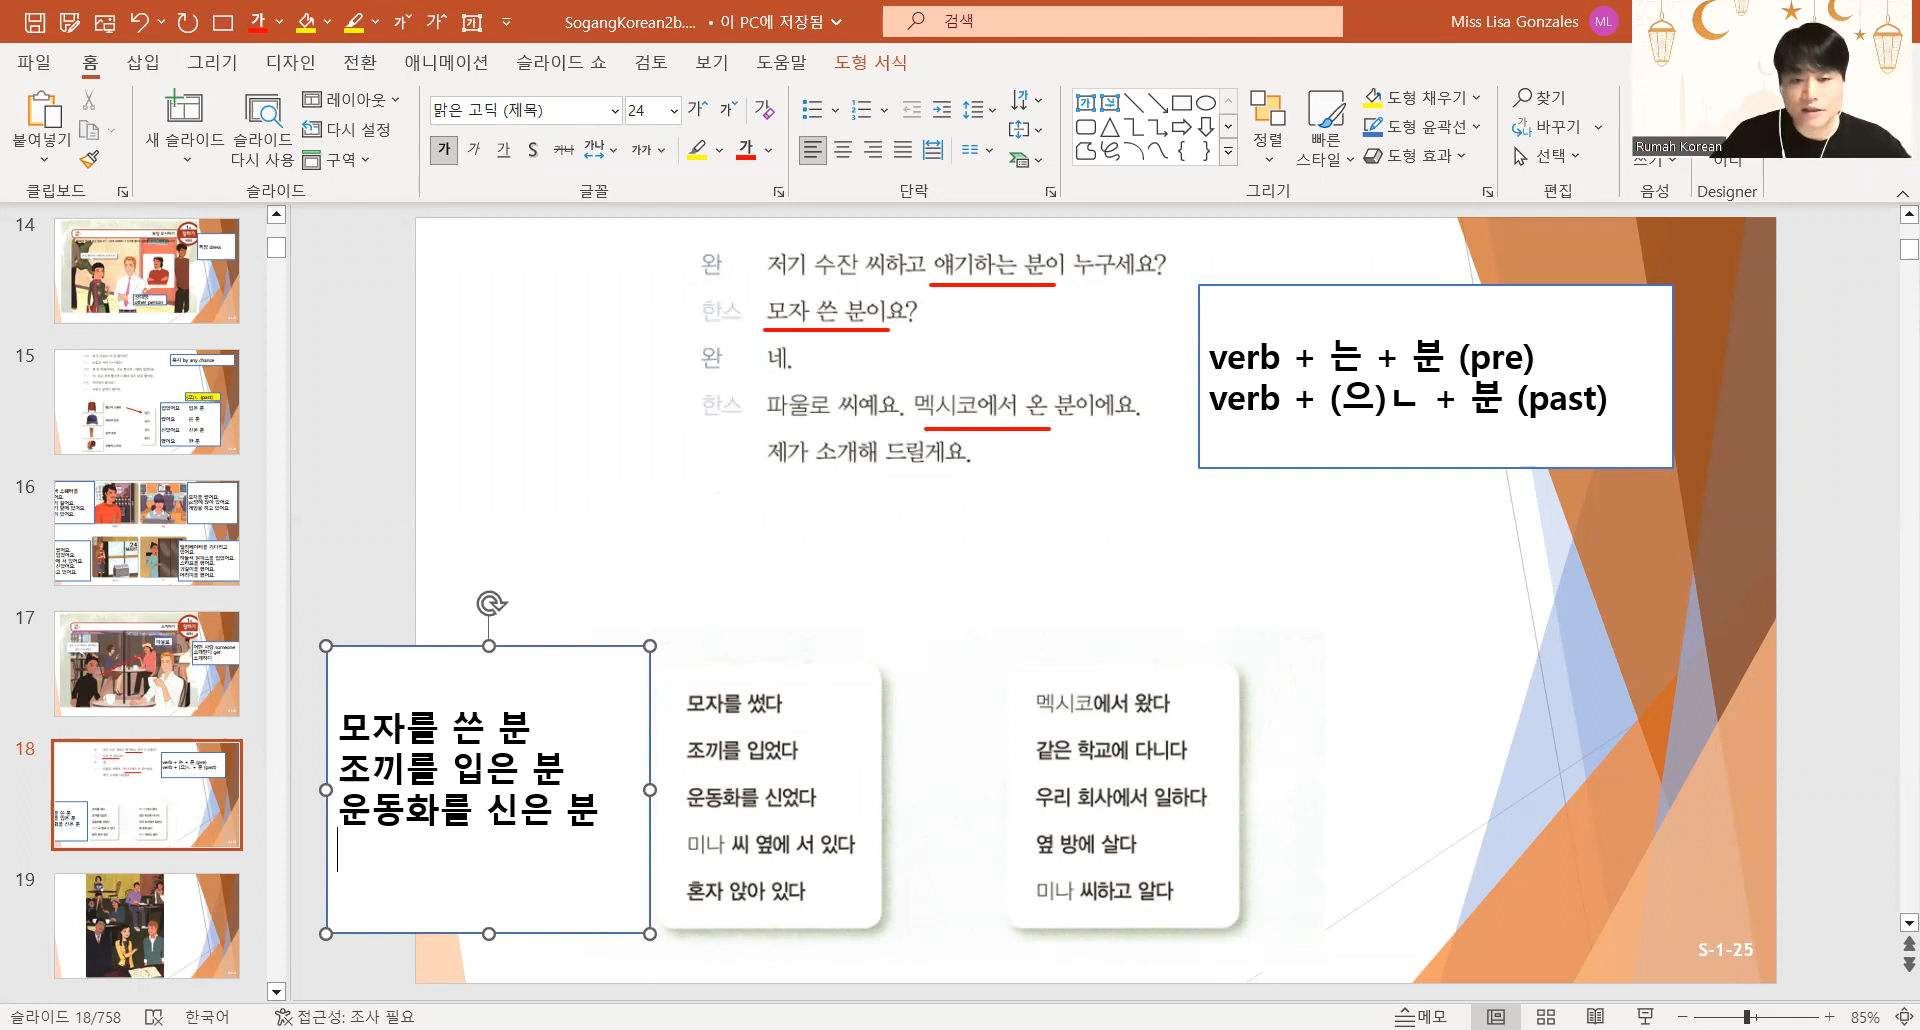 SogangKorean2b....
• 이 PC에 저장됨
검색
Miss Lisa Gonzales
ML
파일
홈
삽입
그리기
디자인
전환
애니메이션
슬라이드 쇼
검토
보기
도움말
도형 서식
붙여넣기
새 슬라이드
슬라이드
다시 사용
레이아웃
다시 설정
구역
맑은 고딕 (제목)
24
정렬
빠른
스타일
도형 채우기
도형 윤곽선
도형 효과
찾기
바꾸기
선택
Rumah Korean
클립보드
슬라이드
글꼴
단락
그리기
편집
음성
Designer
14
15
16
17
18
19
완 저기 수잔 씨하고 얘기하는 분이 누구세요?
한스 모자 쓴 분이요?
완 네.
한스 파울로 씨예요. 멕시코에서 온 분이에요.
제가 소개해 드릴게요.
verb + 는 + 분 (pre)
verb + (으)ㄴ + 분 (past)
모자를 쓴 분
조끼를 입은 분
운동화를 신은 분
모자를 썼다
조끼를 입었다
운동화를 신었다
미나 씨 옆에 서 있다
혼자 앉아 있다
멕시코에서 왔다
같은 학교에 다니다
우리 회사에서 일하다
옆 방에 살다
미나 씨하고 알다
S-1-25
슬라이드 18/758
한국어
접근성: 조사 필요
메모
85%